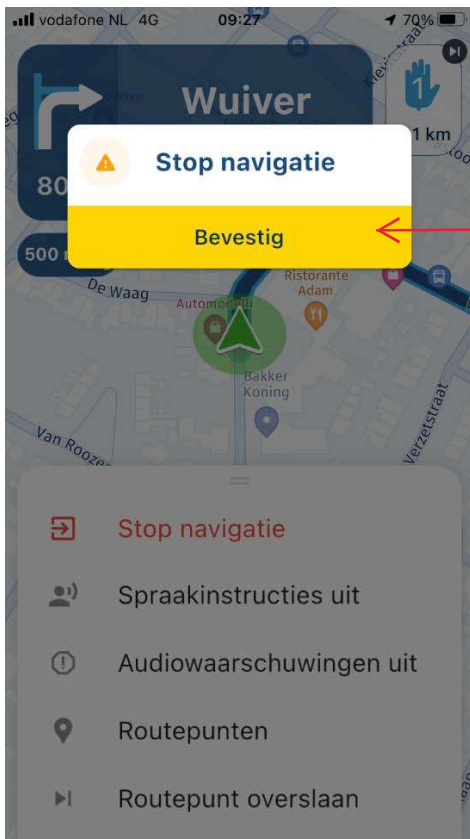 vodafone NL 4G 09:27 70%
Wuiver
1
80
1 km
Stop navigatie
Bevestig
500
De Waag
Ristorante
Adam
Automodelli
Bakker
Koning
Verzetstraat
Van Rooze
Stop navigatie
Spraakinstructies uit
Audiowaarschuwingen uit
Routepunten
Routepunt overslaan